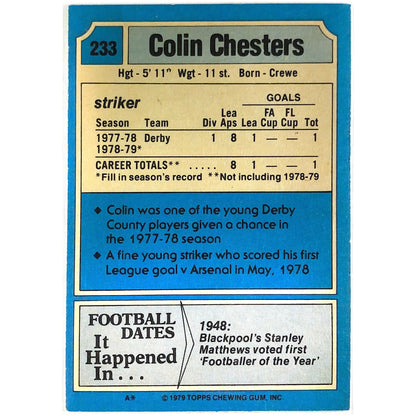 233 Colin Chesters
Hgt - 5' 11" Wgt - 11 st. Born - Crewe
striker
GOALS
Lea FA FL
Season Team Div Aps Lea Cup Cup Tot
1977-78 Derby 1 8 1 — — 1
1978-79*
CAREER TOTALS** . . . . . 8 1 — — 1
*Fill in season's record **Not including 1978-79
Colin was one of the young Derby
County players given a chance in
the 1977-78 season
A fine young striker who scored his first
League goal v Arsenal in May, 1978
FOOTBALL
DATES
It
Happened
In . . .
1948:
Blackpool's Stanley
Matthews voted first
'Footballer of the Year'
A* © 1979 TOPPS CHEWING GUM, INC.